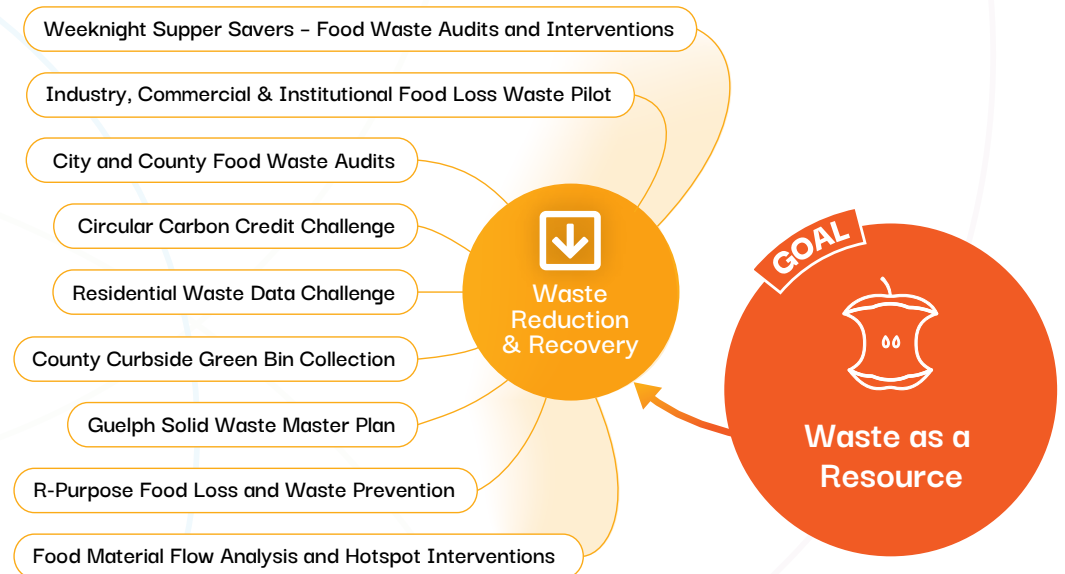 Weeknight Supper Savers – Food Waste Audits and Interventions
Industry, Commercial & Institutional Food Loss Waste Pilot
City and County Food Waste Audits
Circular Carbon Credit Challenge
Residential Waste Data Challenge
County Curbside Green Bin Collection
Guelph Solid Waste Master Plan
R-Purpose Food Loss and Waste Prevention
Food Material Flow Analysis and Hotspot Interventions
Waste
Reduction
& Recovery
GOAL
Waste as a
Resource